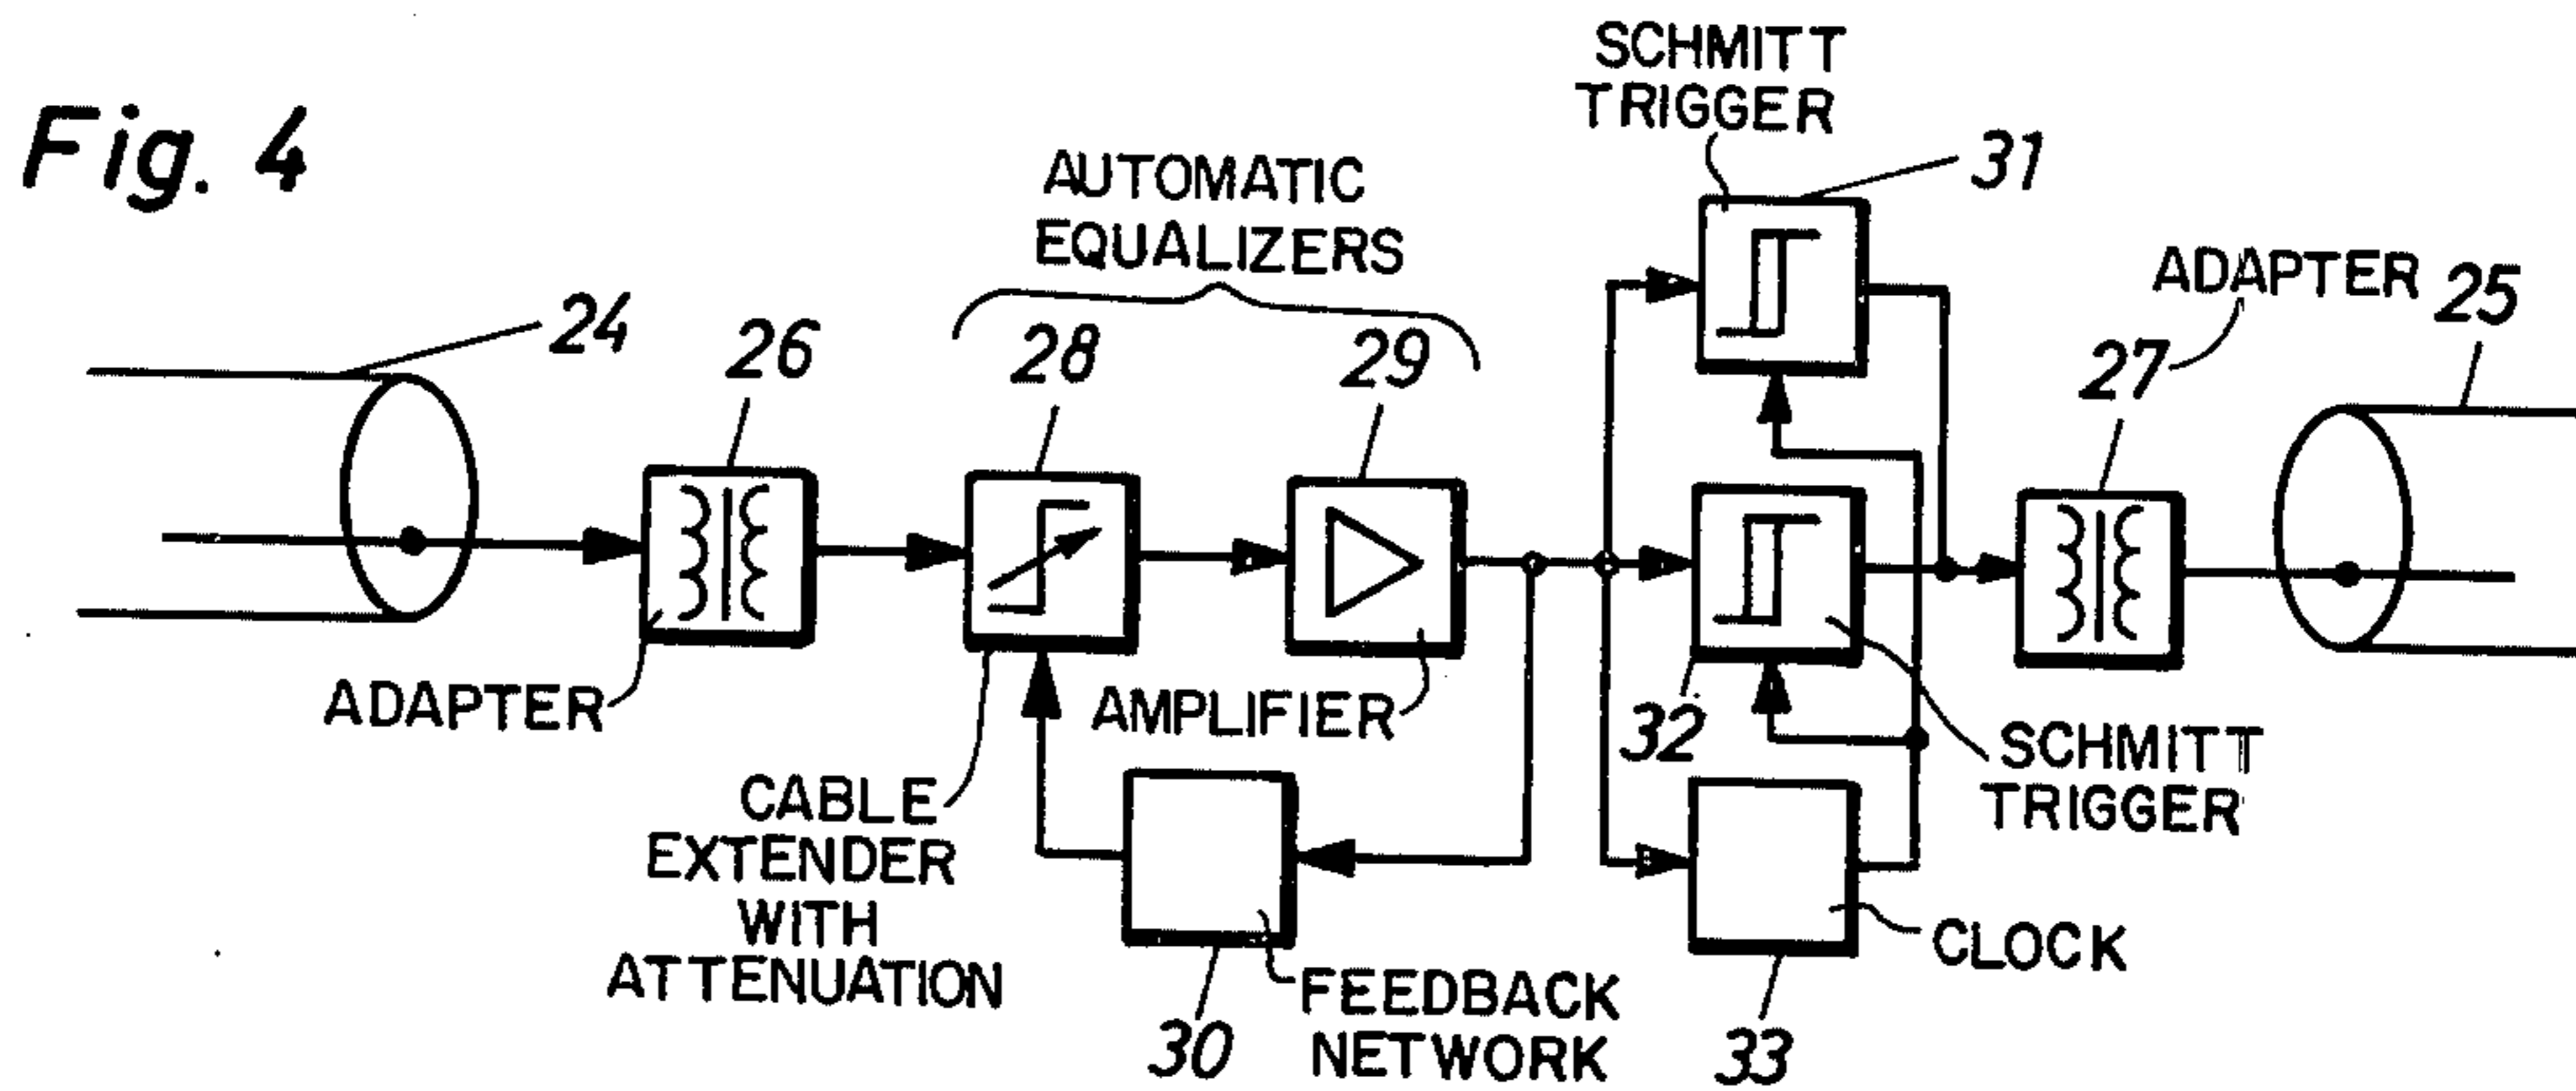 Fig. 4
SCHMITT
TRIGGER
31
AUTOMATIC
EQUALIZERS
24
26
28
29
ADAPTER
27
25
ADAPTER
AMPLIFIER
32
SCHMITT
TRIGGER
CABLE
EXTENDER
WITH
ATTENUATION
30
FEEDBACK
NETWORK
CLOCK
33